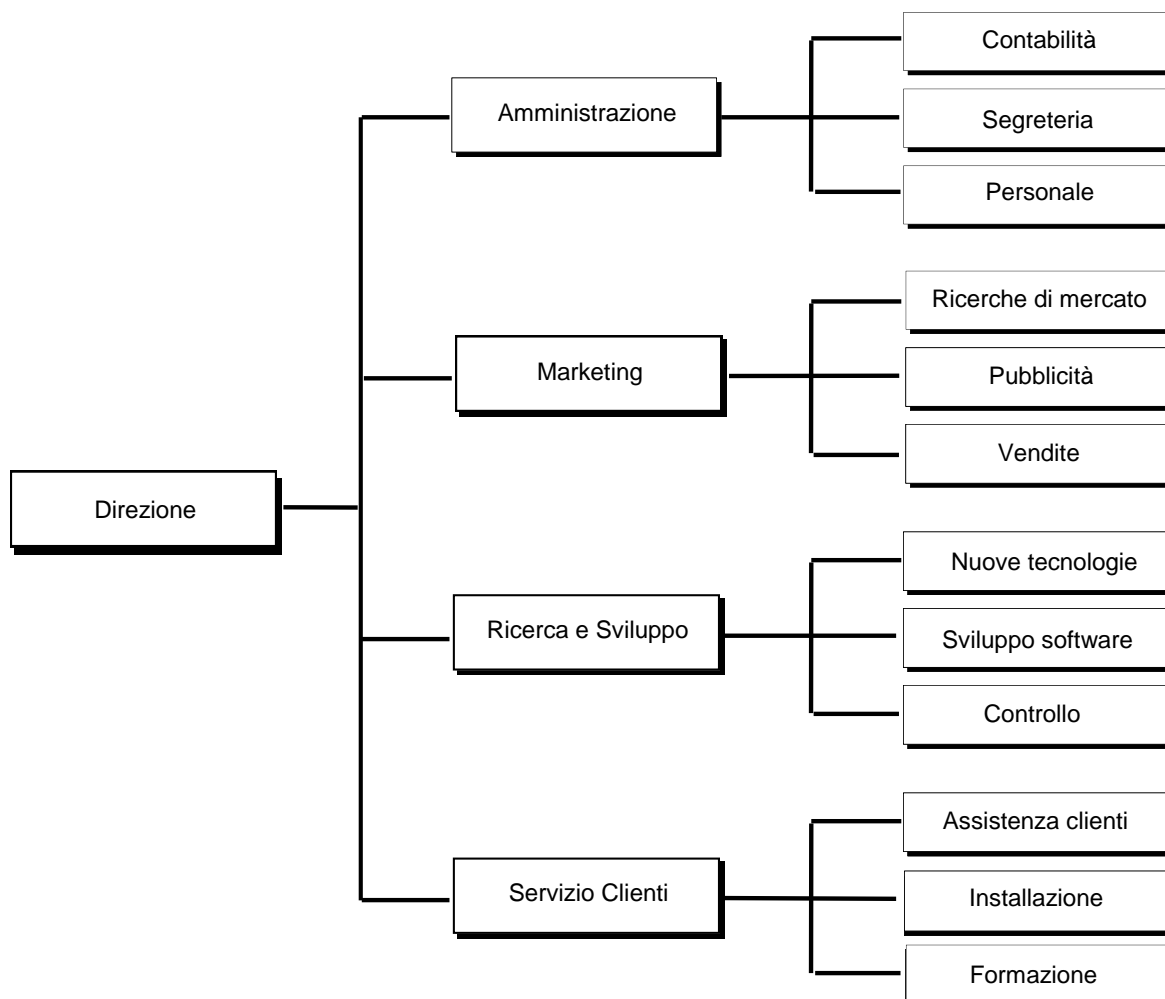 Direzione
Amministrazione
Contabilità
Segreteria
Personale
Marketing
Ricerche di mercato
Pubblicità
Vendite
Ricerca e Sviluppo
Nuove tecnologie
Sviluppo software
Controllo
Servizio Clienti
Assistenza clienti
Installazione
Formazione